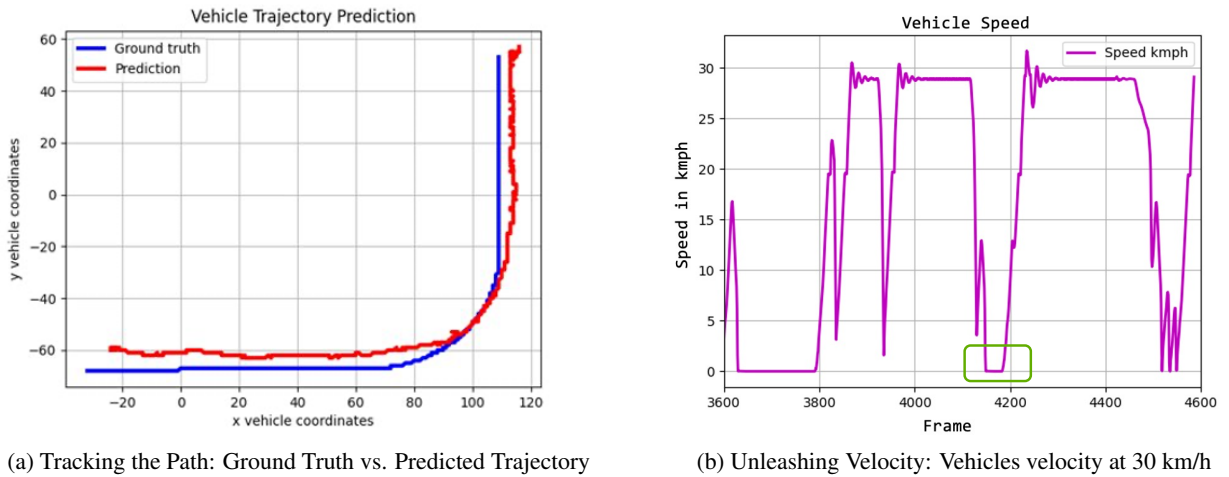 Vehicle Trajectory Prediction
Ground truth
Prediction
60
40
20
0
−20
−40
−60
y vehicle coordinates
−20 0 20 40 60 80 100 120
x vehicle coordinates
(a) Tracking the Path: Ground Truth vs. Predicted Trajectory
Vehicle Speed
Speed kmph
30
25
20
15
10
5
0
Speed in kmph
3600 3800 4000 4200 4400 4600
Frame
(b) Unleashing Velocity: Vehicles velocity at 30 km/h